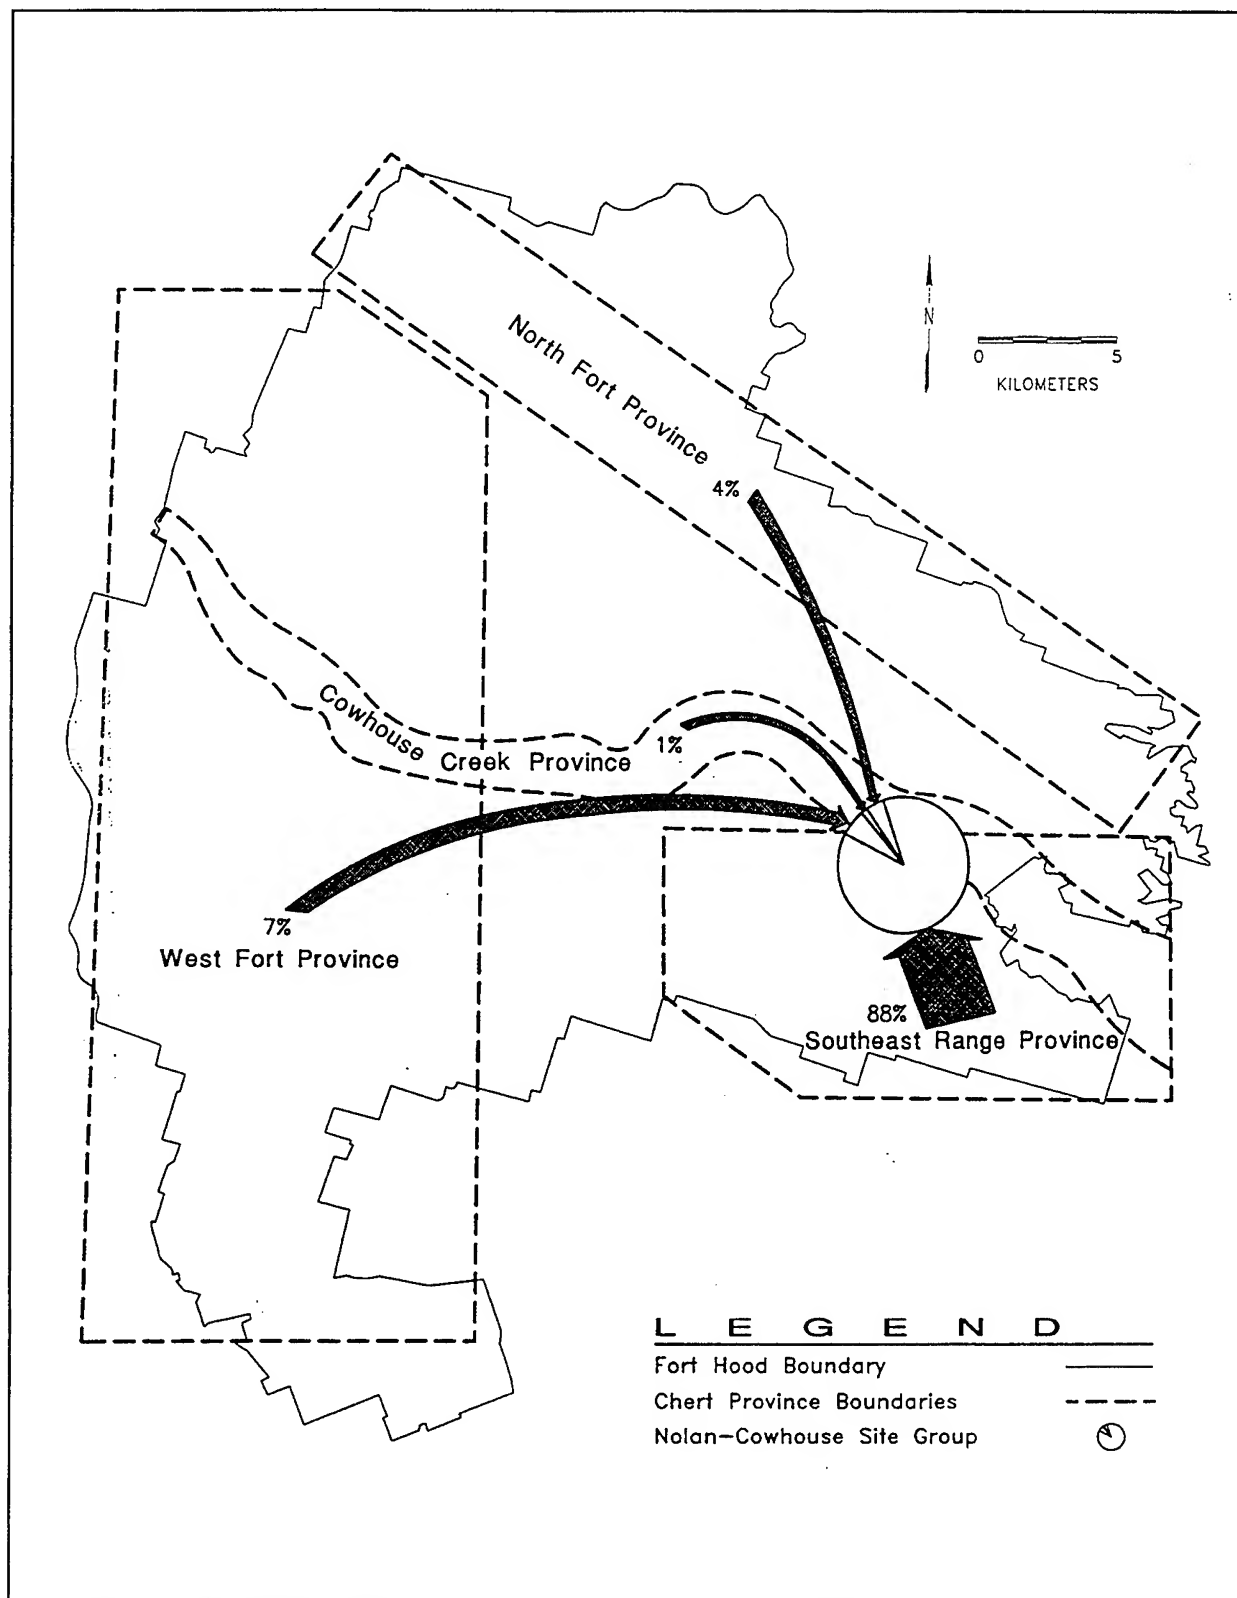 North Fort Province
N
0 5
KILOMETERS
4%
Cowhouse Creek Province
1%
7%
West Fort Province
88%
Southeast Range Province
LEGEND
Fort Hood Boundary
Chert Province Boundaries
Nolan-Cowhouse Site Group